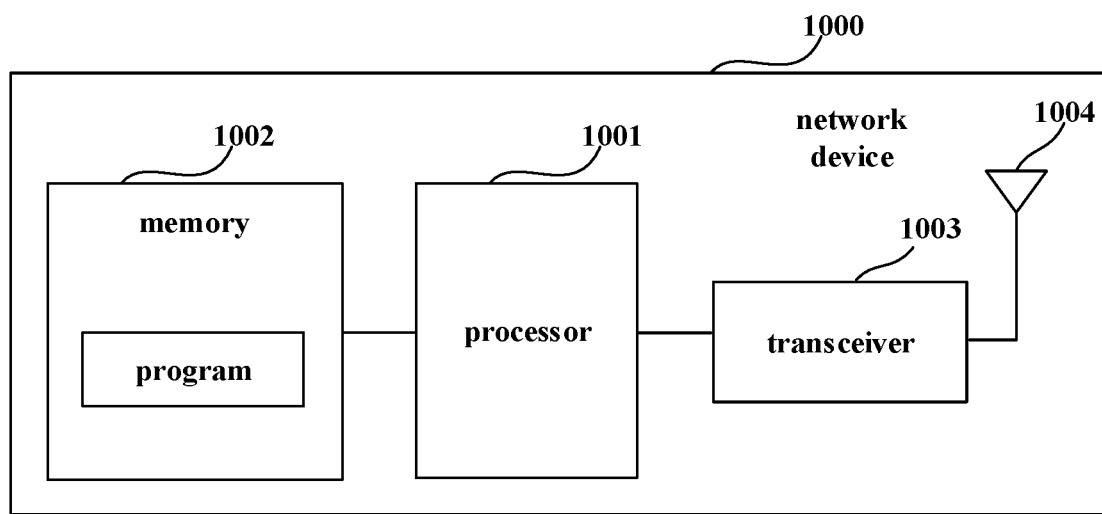 1000
network
device
1004
1002
1001
memory
1003
processor
transceiver
program